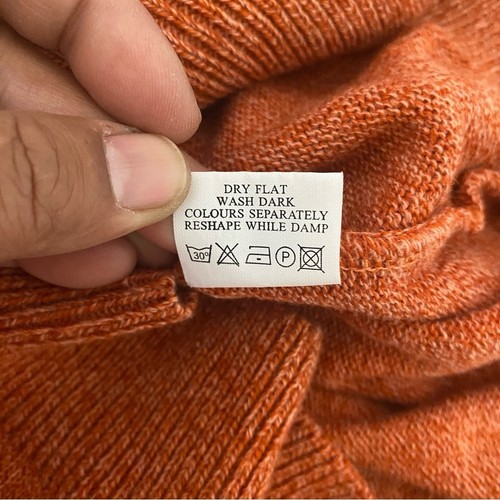 DRY FLAT
WASH DARK
COLOURS SEPARATELY
RESHAPE WHILE DAMP
30° P